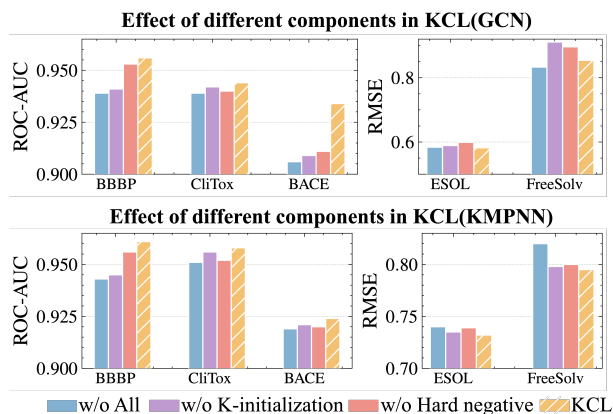 Effect of different components in KCL(GCN)
ROC-AUC
0.950
0.925
0.900
BBBP CliTox BACE
RMSE
0.8
0.6
ESOL FreeSolv
Effect of different components in KCL(KMPNN)
ROC-AUC
0.950
0.925
0.900
BBBP CliTox BACE
RMSE
0.80
0.75
0.70
ESOL FreeSolv
w/o All w/o K-initialization w/o Hard negative KCL